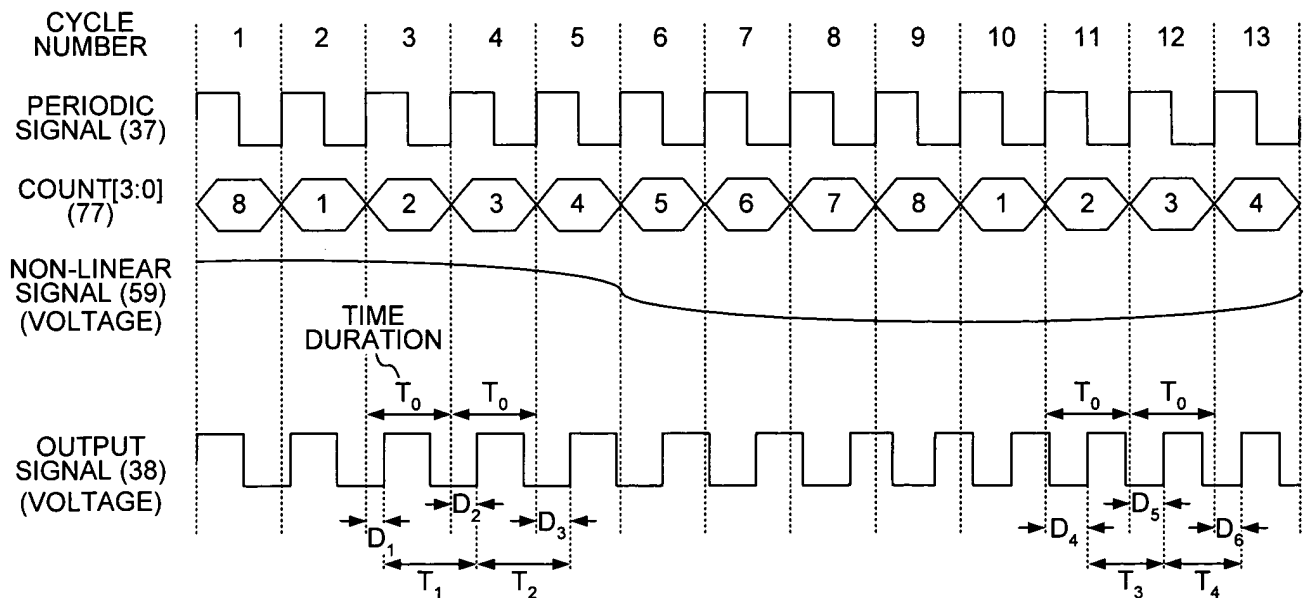 CYCLE
NUMBER
1 2 3 4 5 6 7 8 9 10 11 12 13
PERIODIC
SIGNAL (37)
COUNT[3:0]
(77)
8 1 2 3 4 5 6 7 8 1 2 3 4
NON-LINEAR
SIGNAL (59)
(VOLTAGE)
TIME
DURATION
T0 T0 T0 T0
OUTPUT
SIGNAL (38)
(VOLTAGE)
D1 D2 D3 D4 D5 D6
T1 T2 T3 T4